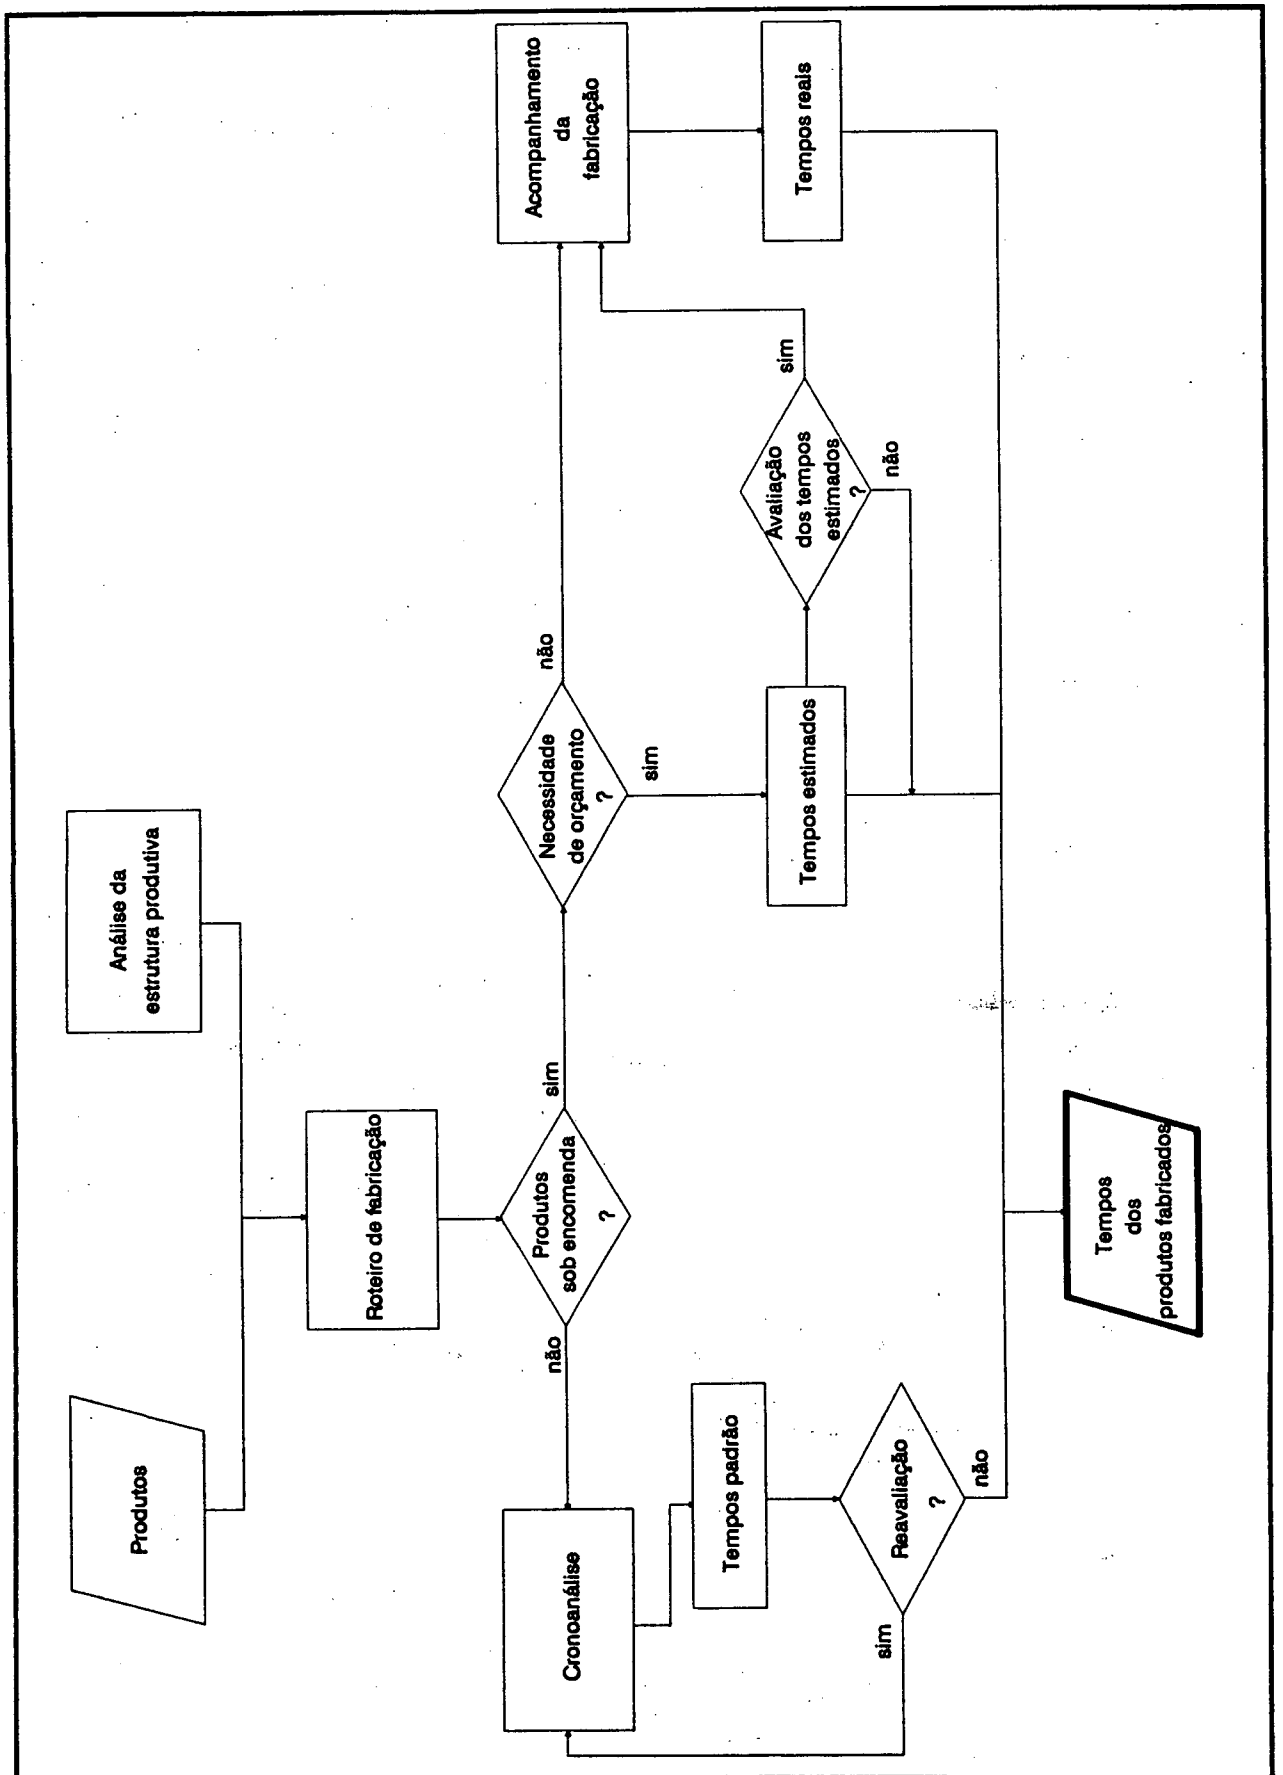 Produtos
Análise da
estrutura produtiva
Roteiro de fabricação
Produtos
sob encomenda
?
não
sim
Cronoanálise
Necessidade
de orçamento
?
não
sim
Acompanhamento
da
fabricação
Tempos padrão
Tempos estimados
Avaliação
dos tempos
estimados
?
sim
não
Tempos reais
Reavaliação
?
sim
não
Tempos
dos
produtos fabricados